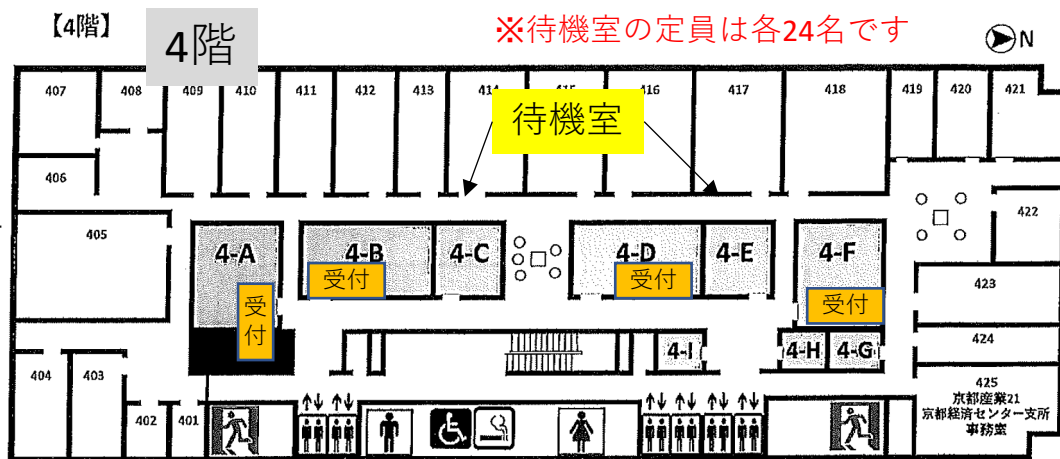 【4階】
4階
※待機室の定員は各24名です
N
407
408
409
410
411
412
413
414
415
416
417
418
419
420
421
待機室
406
405
422
4-A
4-B
4-C
4-D
4-E
4-F
受付
受付
受付
受付
423
424
4-I
4-H
4-G
404
403
402
401
425
京都産業21
京都経済センター支所
事務室